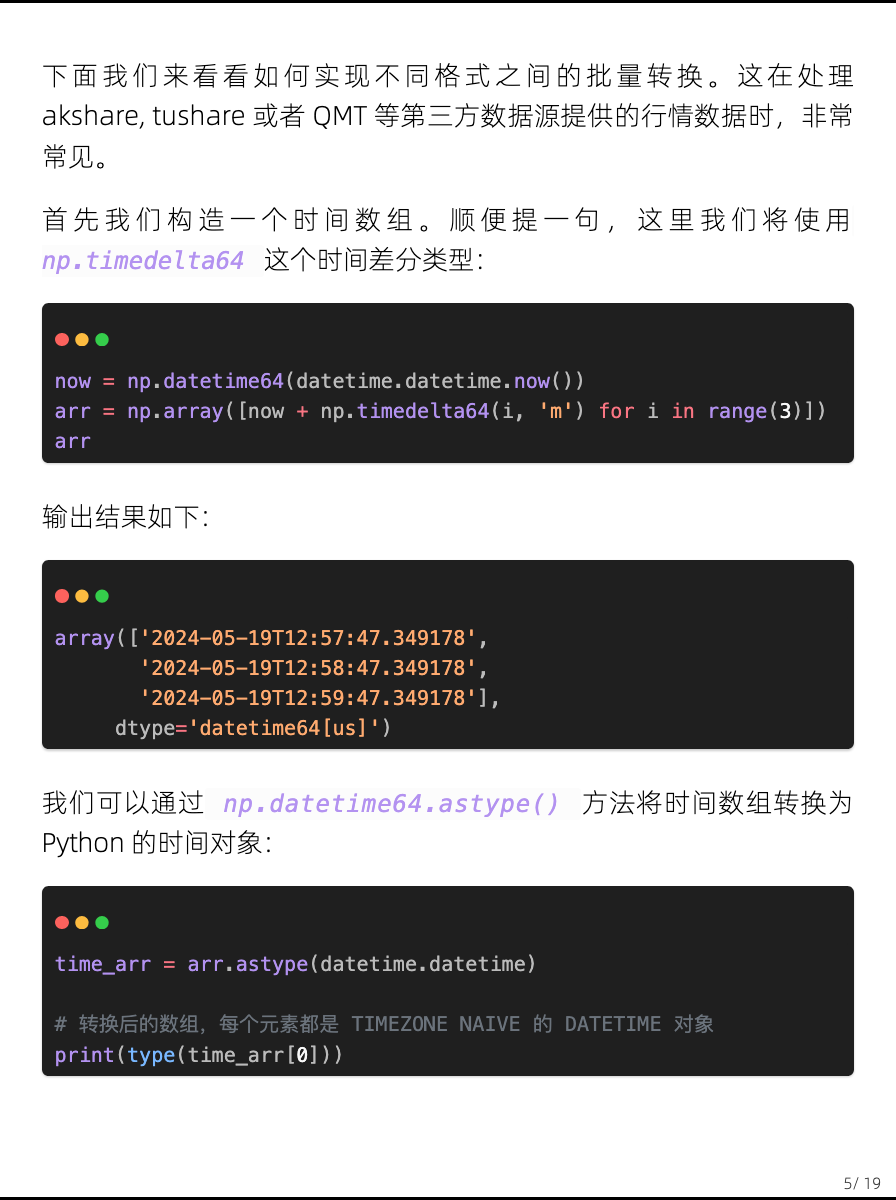 下面我们来看看如何实现不同格式之间的批量转换。这在处理
akshare, tushare 或者 QMT 等第三方数据源提供的行情数据时，非常
常见。
首先我们构造一个时间数组。顺便提一句，这里我们将使用
np.timedelta64 这个时间差分类型：
now = np.datetime64(datetime.datetime.now())
arr = np.array([now + np.timedelta64(i, 'm') for i in range(3)])
arr
输出结果如下：
array(['2024-05-19T12:57:47.349178',
       '2024-05-19T12:58:47.349178',
       '2024-05-19T12:59:47.349178'],
     dtype='datetime64[us]')
我们可以通过 np.datetime64.astype() 方法将时间数组转换为
Python 的时间对象：
time_arr = arr.astype(datetime.datetime)
# 转换后的数组，每个元素都是 TIMEZONE NAIVE 的 DATETIME 对象
print(type(time_arr[0]))
5/ 19